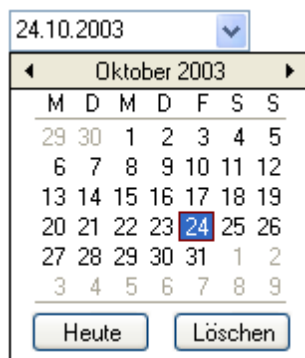 24.10.2003
Oktober 2003
M D M D F S S
29 30 1 2 3 4 5
6 7 8 9 10 11 12
13 14 15 16 17 18 19
20 21 22 23 24 25 26
27 28 29 30 31 1 2
3 4 5 6 7 8 9
Heute Löschen